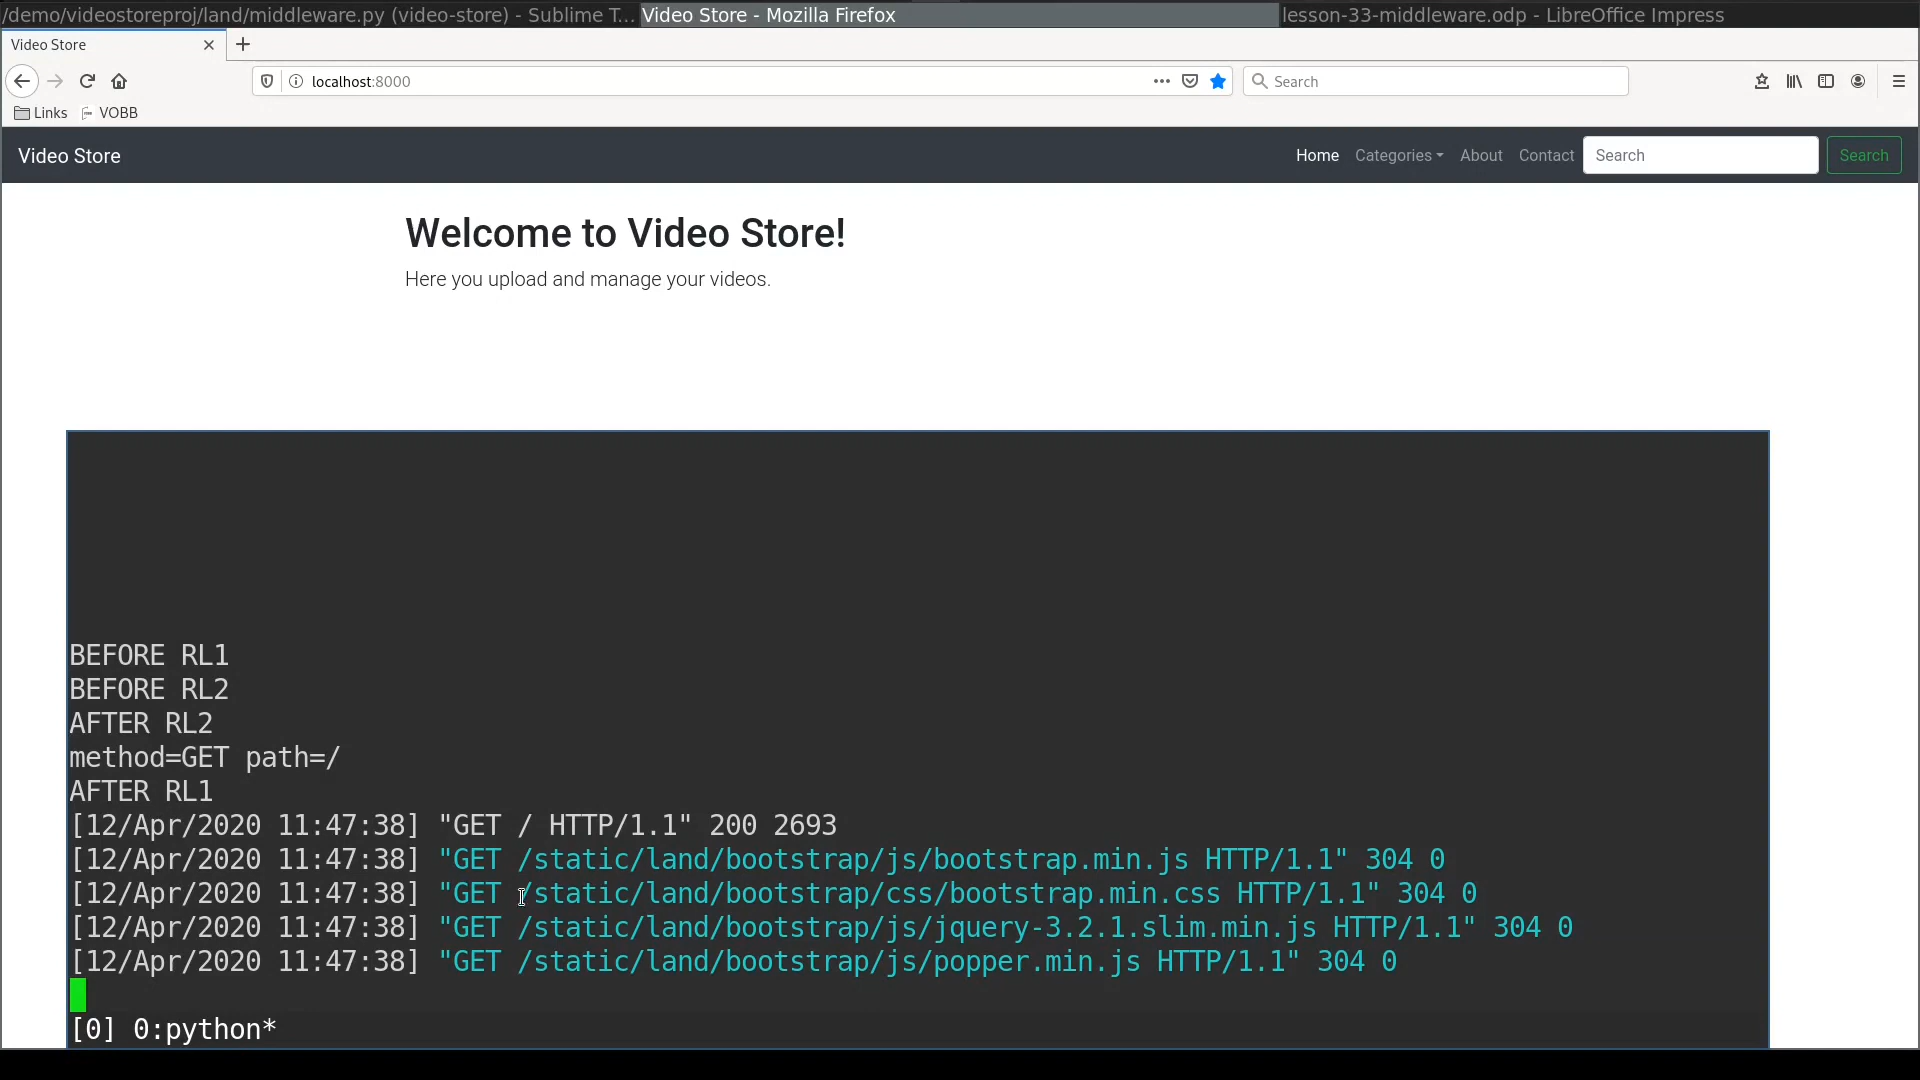 /demo/videostoreproj/land/middleware.py (video-store) - Sublime T... Video Store - Mozilla Firefox lesson-33-middleware.odp - LibreOffice Impress
Video Store
localhost:8000 Search
Links VOBB
Video Store Home Categories About Contact Search Search
Welcome to Video Store!
Here you upload and manage your videos.
BEFORE RL1
BEFORE RL2
AFTER RL2
method=GET path=/
AFTER RL1
[12/Apr/2020 11:47:38] "GET / HTTP/1.1" 200 2693
[12/Apr/2020 11:47:38] "GET /static/land/bootstrap/js/bootstrap.min.js HTTP/1.1" 304 0
[12/Apr/2020 11:47:38] "GET /static/land/bootstrap/css/bootstrap.min.css HTTP/1.1" 304 0
[12/Apr/2020 11:47:38] "GET /static/land/bootstrap/js/jquery-3.2.1.slim.min.js HTTP/1.1" 304 0
[12/Apr/2020 11:47:38] "GET /static/land/bootstrap/js/popper.min.js HTTP/1.1" 304 0
[0] 0:python*